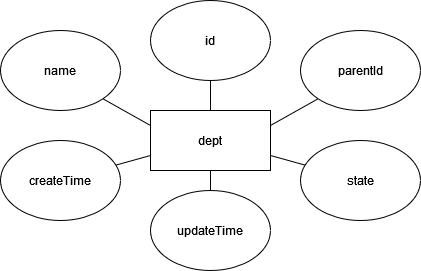 id
name
parentId
dept
createTime
state
updateTime